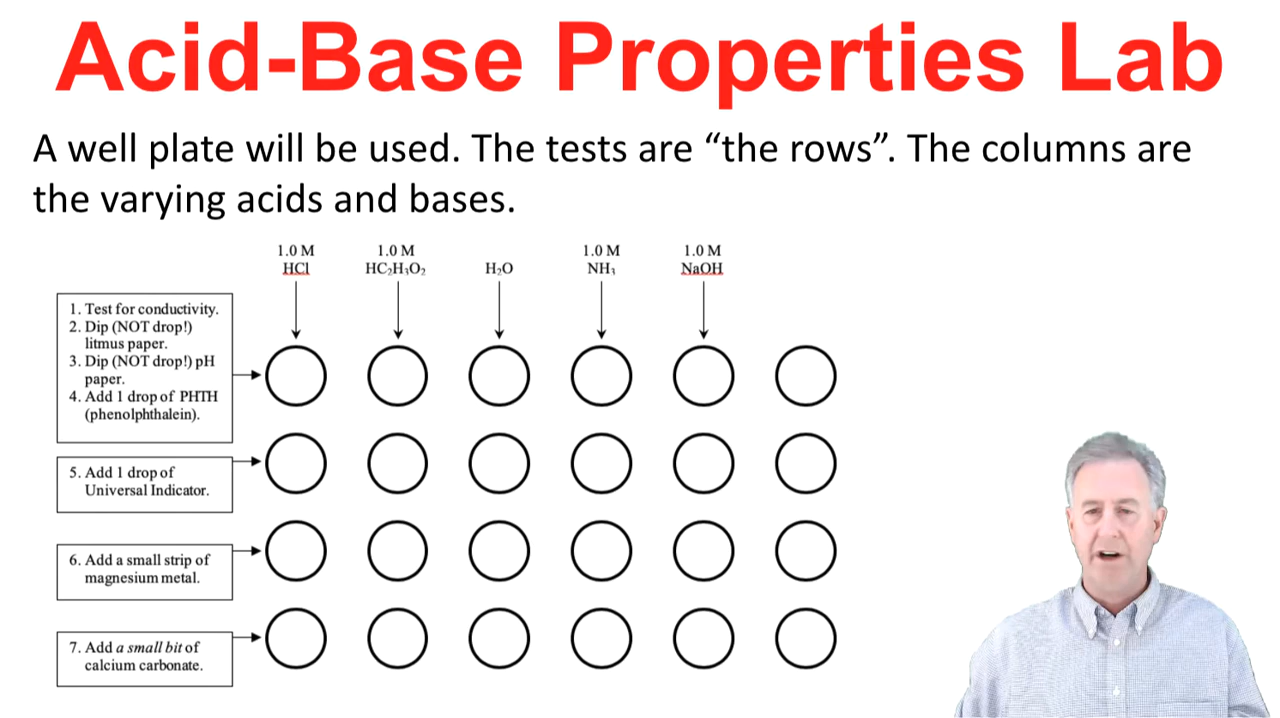 Acid-Base Properties Lab
A well plate will be used. The tests are “the rows”. The columns are
the varying acids and bases.
1.0 M
HCl
1.0 M
HC₂H₃O₂
H₂O
1.0 M
NH₃
1.0 M
NaOH
1. Test for conductivity.
2. Dip (NOT drop!)
litmus paper.
3. Dip (NOT drop!) pH
paper.
4. Add 1 drop of PHTH
(phenolphthalein).
5. Add 1 drop of
Universal Indicator.
6. Add a small strip of
magnesium metal.
7. Add a small bit of
calcium carbonate.